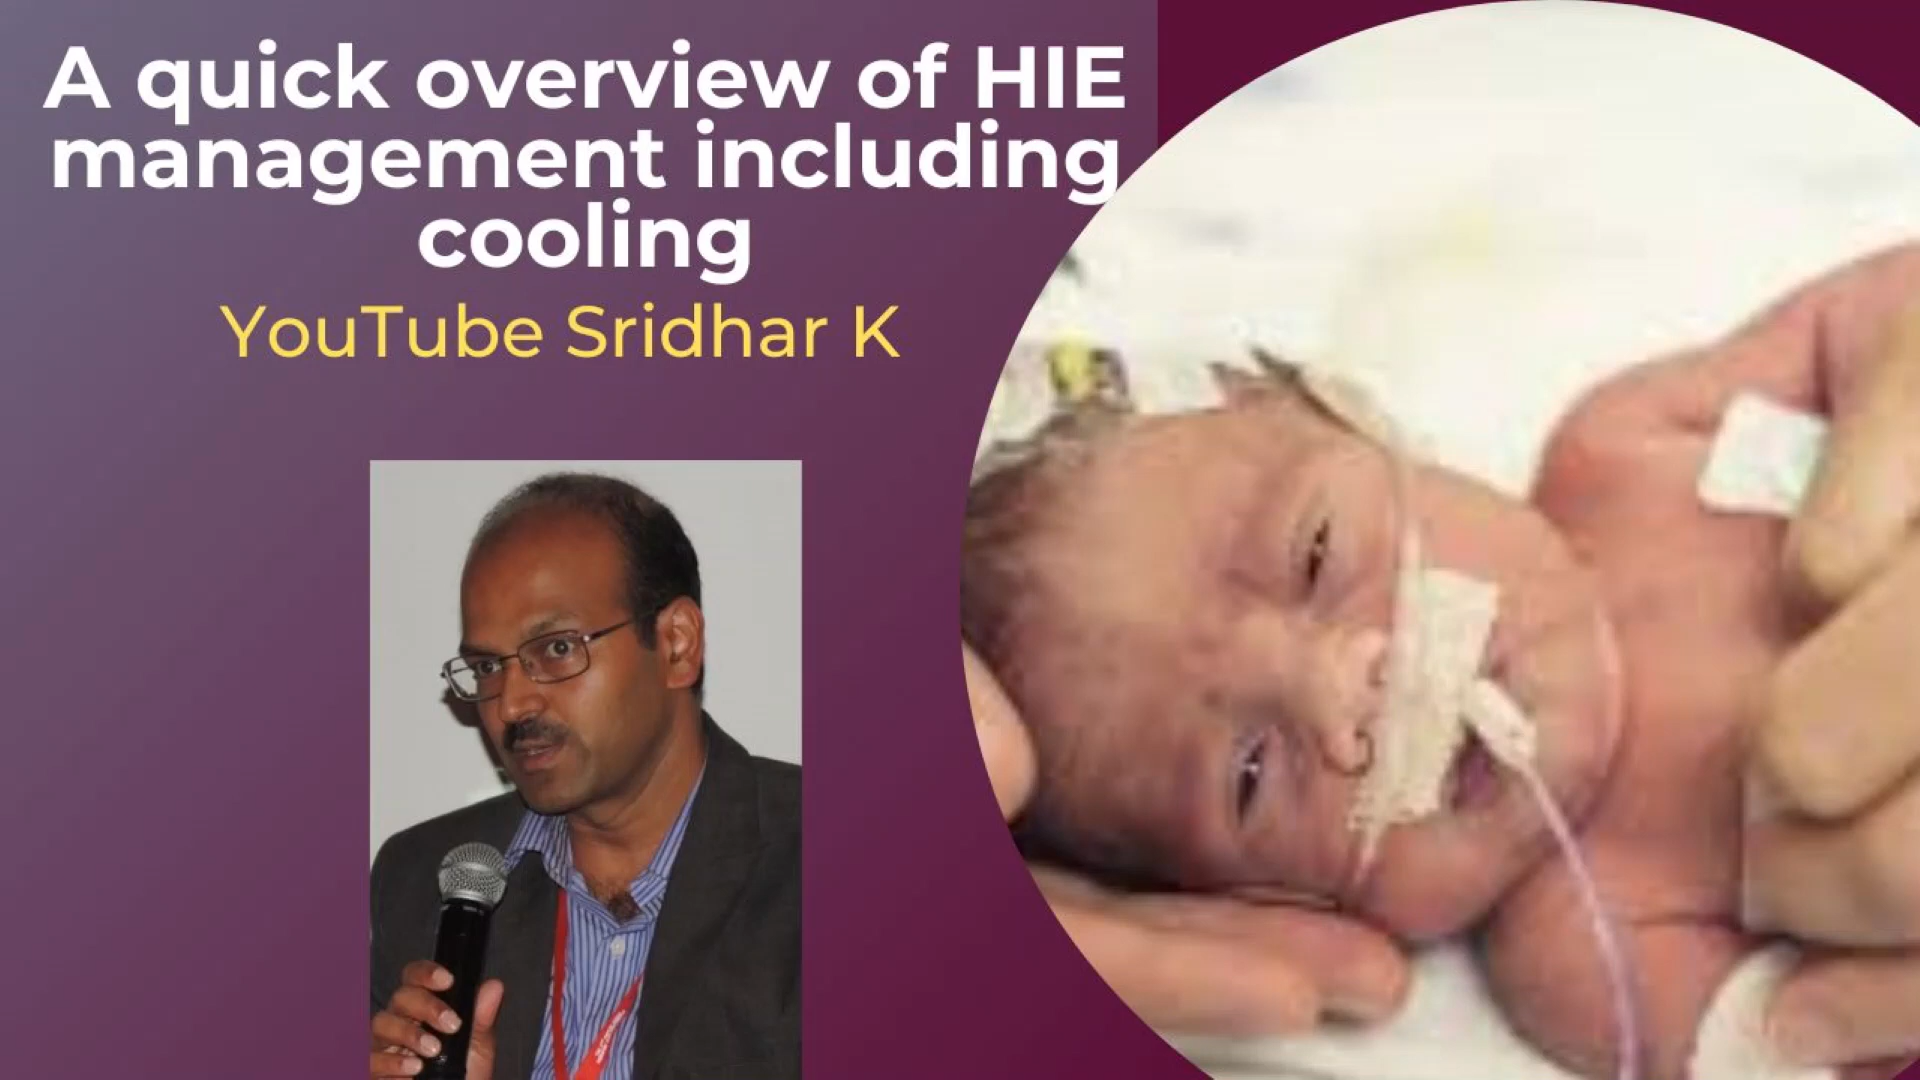 A quick overview of HIE
management including
cooling
YouTube Sridhar K